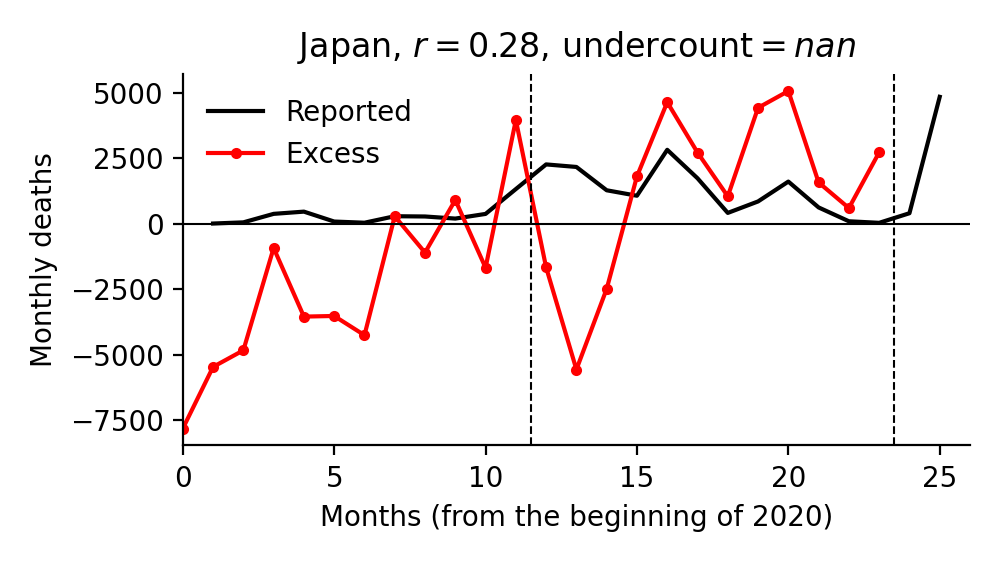 Japan, r = 0.28, undercount = nan
5000
2500
0
−2500
−5000
−7500
Monthly deaths
Reported
Excess
0 5 10 15 20 25
Months (from the beginning of 2020)